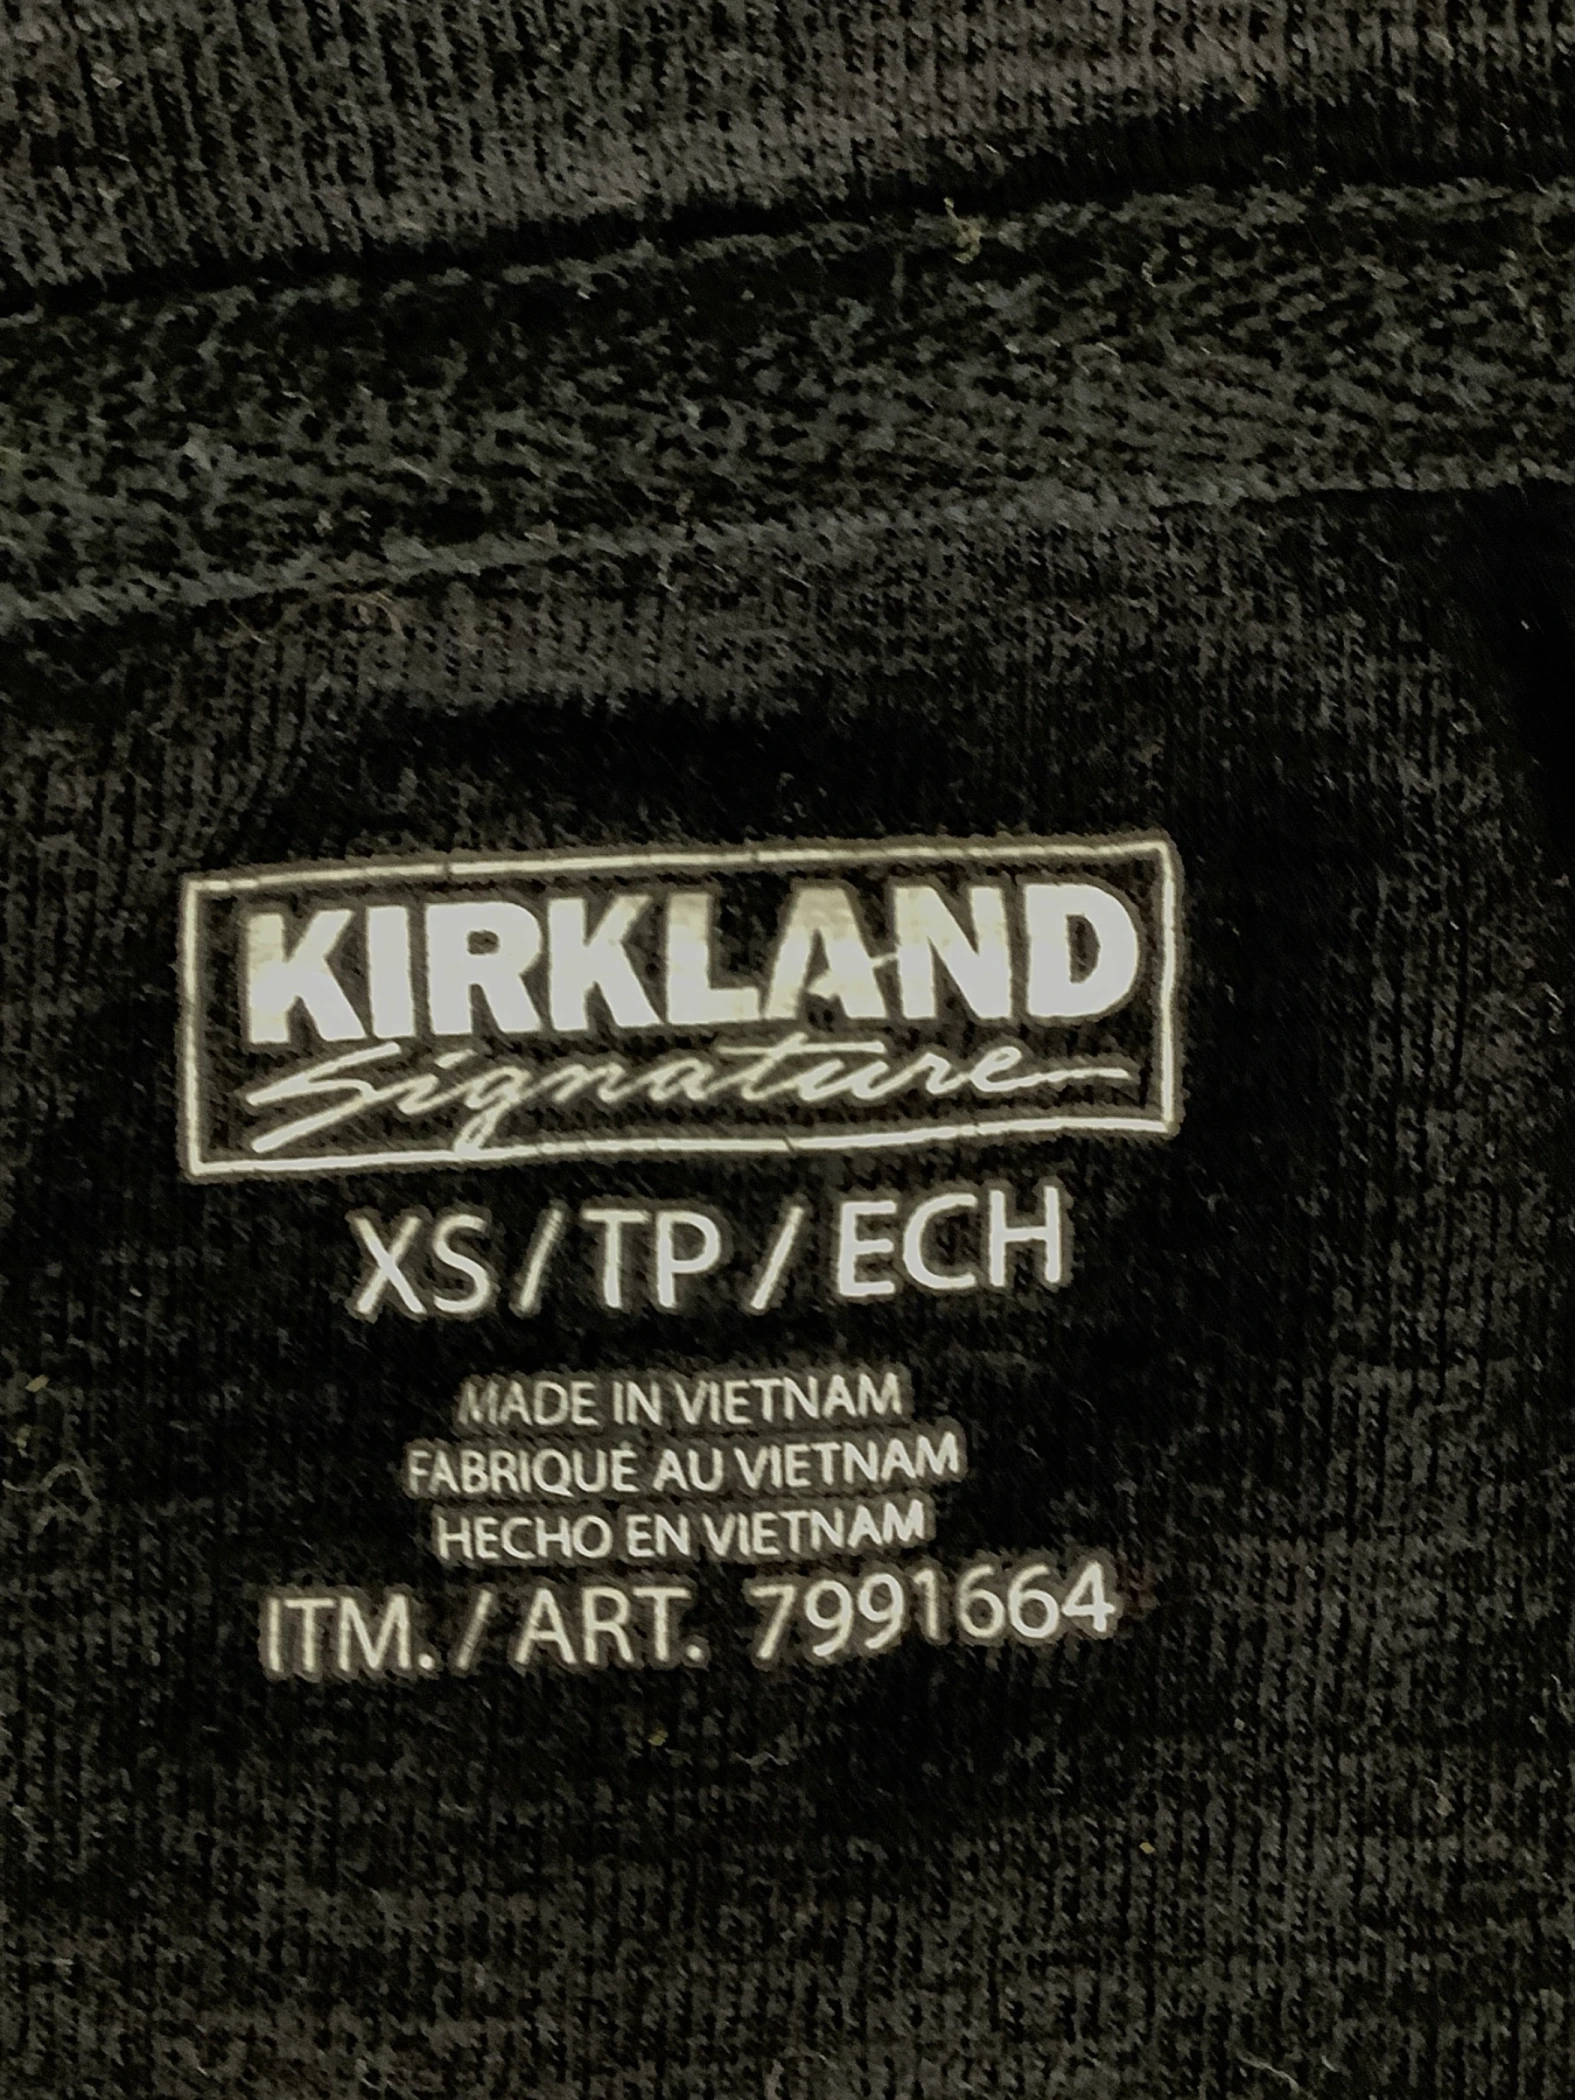 KIRKLAND
Signature
XS / TP / ECH
MADE IN VIETNAM
FABRIQUÉ AU VIETNAM
HECHO EN VIETNAM
ITM. / ART. 7991664